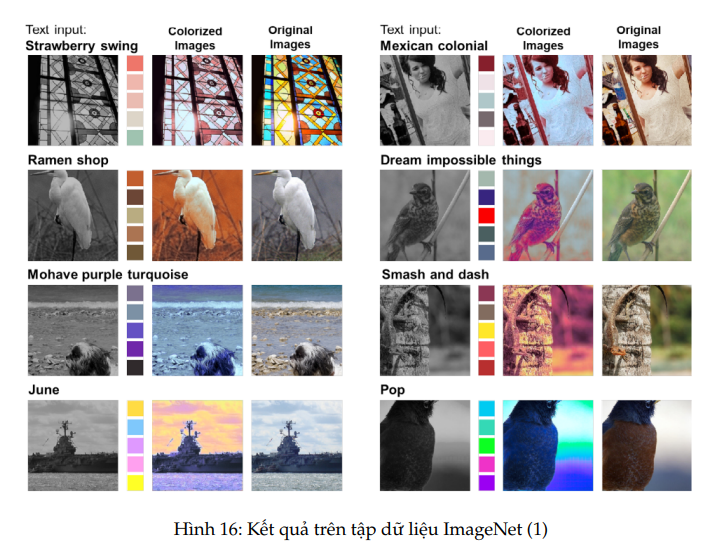 Text input:
Strawberry swing
Colorized
Images
Original
Images
Text input:
Mexican colonial
Colorized
Images
Original
Images
Ramen shop
Dream impossible things
Mohave purple turquoise
Smash and dash
June
Pop
Hình 16: Kết quả trên tập dữ liệu ImageNet (1)